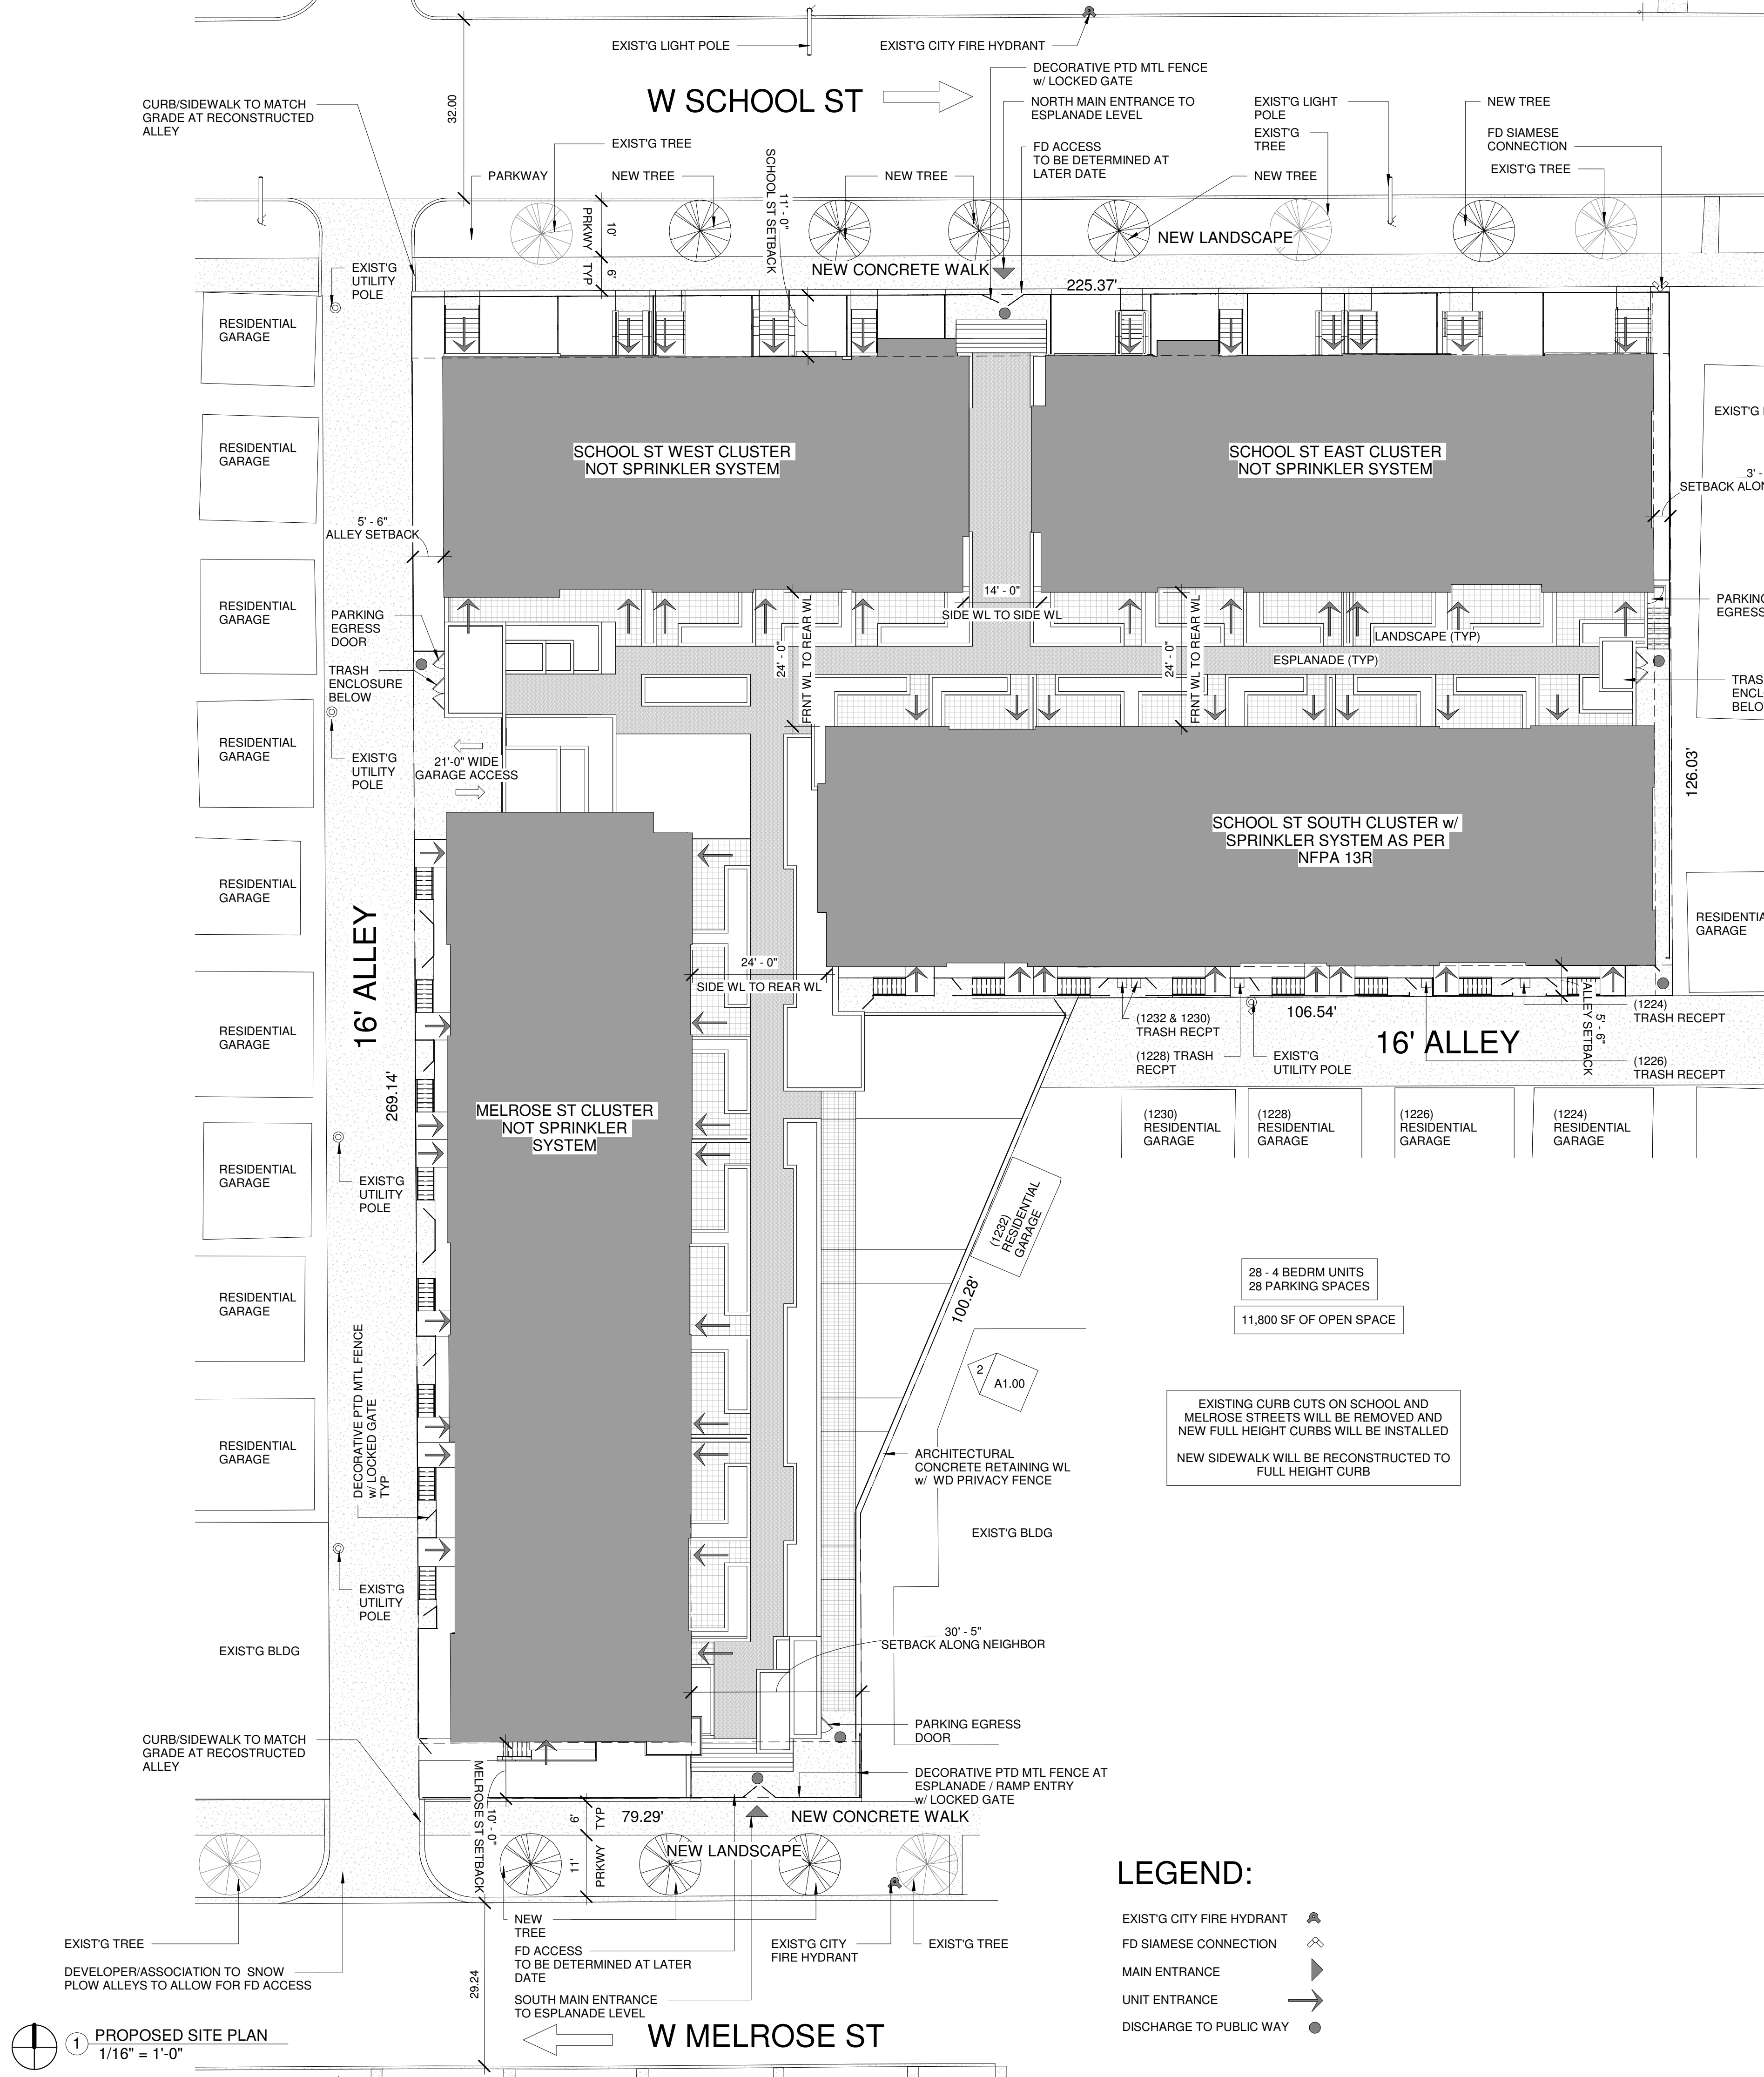 EXIST'G LIGHT POLE
EXIST'G CITY FIRE HYDRANT
W SCHOOL ST
32.00
DECORATIVE PTD MTL FENCE
w/ LOCKED GATE
NORTH MAIN ENTRANCE TO
ESPLANADE LEVEL
FD ACCESS
TO BE DETERMINED AT
LATER DATE
EXIST'G LIGHT
POLE
EXIST'G
TREE
NEW TREE
NEW TREE
FD SIAMESE
CONNECTION
EXIST'G TREE
CURB/SIDEWALK TO MATCH
GRADE AT RECONSTRUCTED
ALLEY
EXIST'G TREE
PARKWAY
NEW TREE
NEW TREE
11' - 0"
SCHOOL ST SETBACK
10'
PRKWY
6'
TYP
NEW LANDSCAPE
NEW CONCRETE WALK
225.37'
EXIST'G
UTILITY
POLE
RESIDENTIAL
GARAGE
RESIDENTIAL
GARAGE
SCHOOL ST WEST CLUSTER
NOT SPRINKLER SYSTEM
SCHOOL ST EAST CLUSTER
NOT SPRINKLER SYSTEM
EXIST'G
3' -
SETBACK ALON
5' - 6"
ALLEY SETBACK
RESIDENTIAL
GARAGE
PARKING
EGRESS
DOOR
TRASH
ENCLOSURE
BELOW
14' - 0"
SIDE WL TO SIDE WL
24' - 0"
FRNT WL TO REAR WL
24' - 0"
FRNT WL TO REAR WL
LANDSCAPE (TYP)
ESPLANADE (TYP)
PARKING
EGRESS
TRAS
ENCL
BELO
RESIDENTIAL
GARAGE
EXIST'G
UTILITY
POLE
21'-0" WIDE
GARAGE ACCESS
126.03'
SCHOOL ST SOUTH CLUSTER w/
SPRINKLER SYSTEM AS PER
NFPA 13R
RESIDENTIAL
GARAGE
RESIDENTIA
GARAGE
16' ALLEY
24' - 0"
SIDE WL TO REAR WL
RESIDENTIAL
GARAGE
269.14'
(1232 & 1230)
TRASH RECPT
(1228) TRASH
RECPT
EXIST'G
UTILITY POLE
106.54'
16' ALLEY
5' - 6"
ALLEY SETBACK
(1224)
TRASH RECEPT
(1226)
TRASH RECEPT
MELROSE ST CLUSTER
NOT SPRINKLER
SYSTEM
(1230)
RESIDENTIAL
GARAGE
(1228)
RESIDENTIAL
GARAGE
(1226)
RESIDENTIAL
GARAGE
(1224)
RESIDENTIAL
GARAGE
RESIDENTIAL
GARAGE
EXIST'G
UTILITY
POLE
(1232)
RESIDENTIAL
GARAGE
100.28'
28 - 4 BEDRM UNITS
28 PARKING SPACES
11,800 SF OF OPEN SPACE
RESIDENTIAL
GARAGE
2
A1.00
DECORATIVE PTD MTL FENCE
w/ LOCKED GATE
TYP
EXISTING CURB CUTS ON SCHOOL AND
MELROSE STREETS WILL BE REMOVED AND
NEW FULL HEIGHT CURBS WILL BE INSTALLED
NEW SIDEWALK WILL BE RECONSTRUCTED TO
FULL HEIGHT CURB
RESIDENTIAL
GARAGE
ARCHITECTURAL
CONCRETE RETAINING WL
w/ WD PRIVACY FENCE
EXIST'G BLDG
EXIST'G
UTILITY
POLE
EXIST'G BLDG
30' - 5"
SETBACK ALONG NEIGHBOR
CURB/SIDEWALK TO MATCH
GRADE AT RECOSTRUCTED
ALLEY
PARKING EGRESS
DOOR
DECORATIVE PTD MTL FENCE AT
ESPLANADE / RAMP ENTRY
w/ LOCKED GATE
10' - 0"
MELROSE ST SETBACK
6'
TYP
11'
PRKWY
79.29'
NEW CONCRETE WALK
NEW LANDSCAPE
NEW
TREE
FD ACCESS
TO BE DETERMINED AT LATER
DATE
SOUTH MAIN ENTRANCE
TO ESPLANADE LEVEL
EXIST'G CITY
FIRE HYDRANT
EXIST'G TREE
EXIST'G TREE
DEVELOPER/ASSOCIATION TO SNOW
PLOW ALLEYS TO ALLOW FOR FD ACCESS
29.24
W MELROSE ST
LEGEND:
EXIST'G CITY FIRE HYDRANT
FD SIAMESE CONNECTION
MAIN ENTRANCE
UNIT ENTRANCE
DISCHARGE TO PUBLIC WAY
1
PROPOSED SITE PLAN
1/16" = 1'-0"